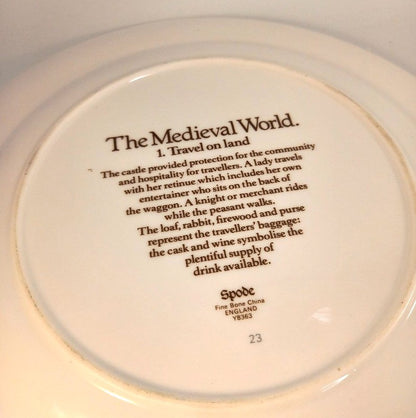 The Medieval World.
1. Travel on land
The castle provided protection for the community
and hospitality for travellers. A lady travels
with her retinue which includes her own
entertainer who sits on the back of
the waggon. A knight or merchant rides
while the peasant walks.
The loaf, rabbit, firewood and purse
represent the travellers' baggage:
the cask and wine symbolise the
plentiful supply of
drink available.
Spode
Fine Bone China
ENGLAND
Y8363
23